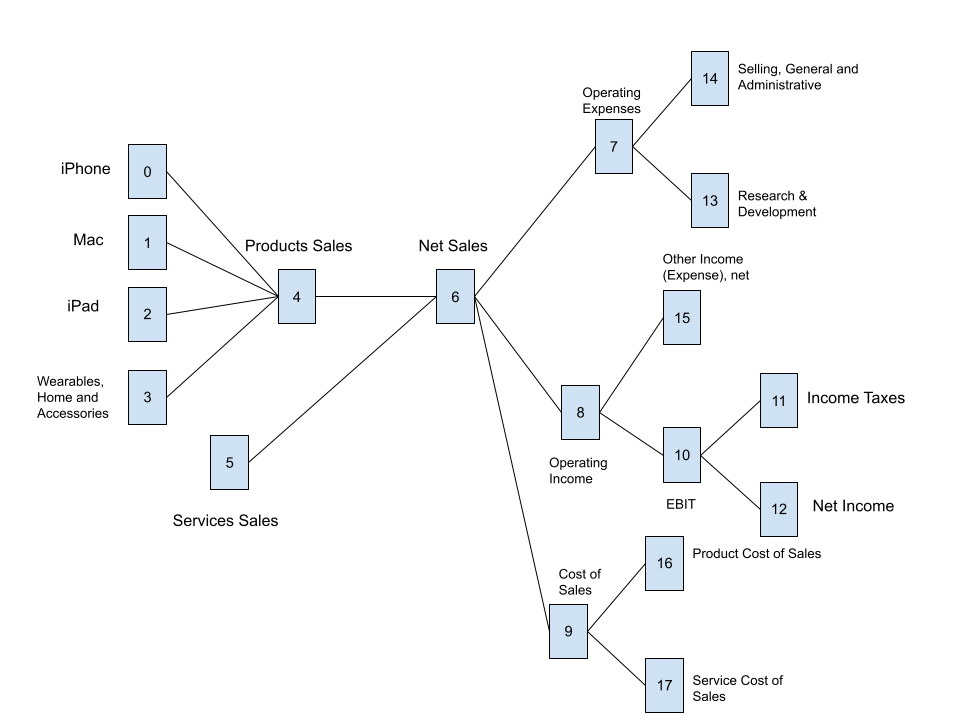 Selling, General and
Administrative
14
Operating
Expenses
7
iPhone
0
13
Research &
Development
Mac
1
Products Sales
Net Sales
Other Income
(Expense), net
4
6
iPad
2
15
Wearables,
Home and
Accessories
3
8
11
Income Taxes
5
Operating
Income
10
EBIT
12
Net Income
Services Sales
16
Product Cost of Sales
Cost of
Sales
9
17
Service Cost of
Sales